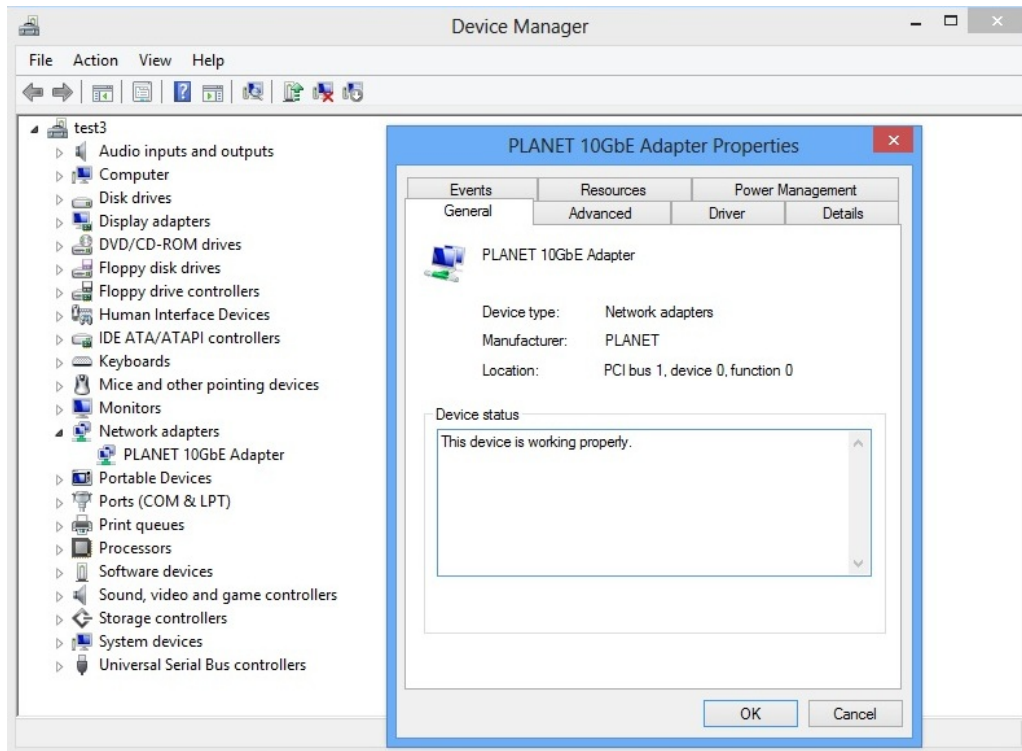 Device Manager
File Action View Help
test3
Audio inputs and outputs
Computer
Disk drives
Display adapters
DVD/CD-ROM drives
Floppy disk drives
Floppy drive controllers
Human Interface Devices
IDE ATA/ATAPI controllers
Keyboards
Mice and other pointing devices
Monitors
Network adapters
PLANET 10GbE Adapter
Portable Devices
Ports (COM & LPT)
Print queues
Processors
Software devices
Sound, video and game controllers
Storage controllers
System devices
Universal Serial Bus controllers
PLANET 10GbE Adapter Properties
Events Resources Power Management
General Advanced Driver Details
PLANET 10GbE Adapter
Device type: Network adapters
Manufacturer: PLANET
Location: PCI bus 1, device 0, function 0
Device status
This device is working properly.
OK Cancel